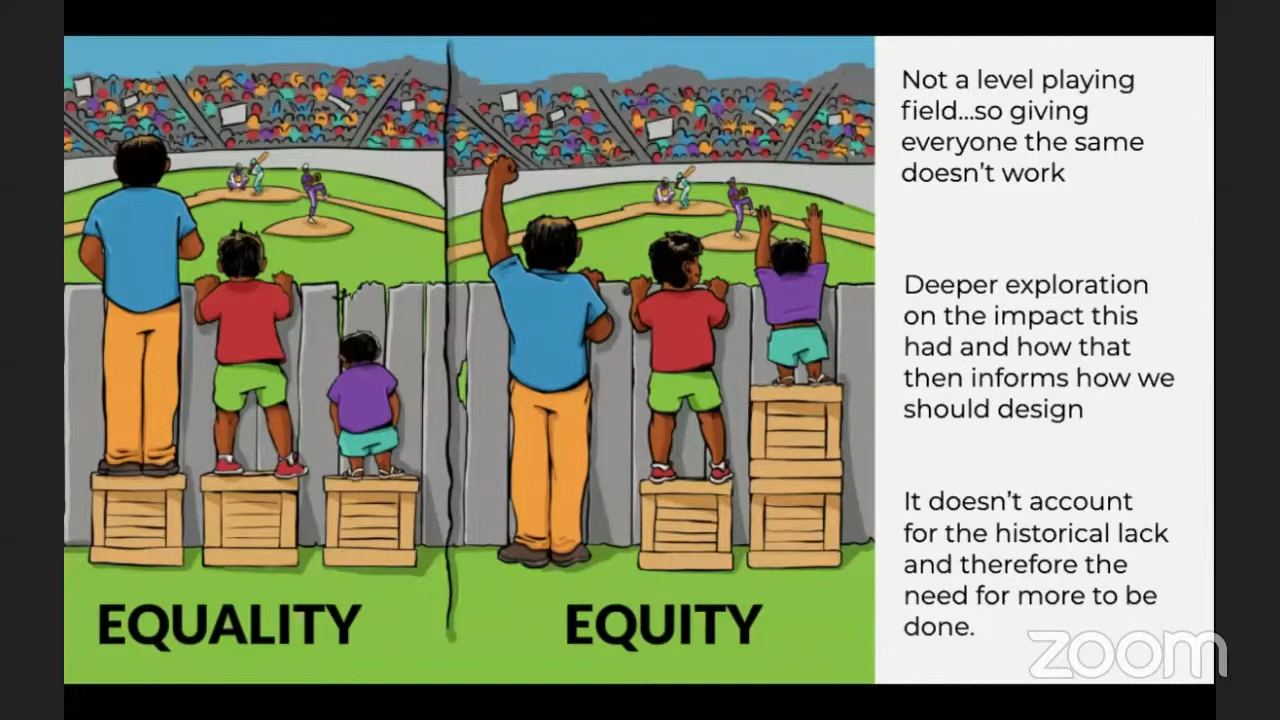 EQUALITY
EQUITY
Not a level playing
field...so giving
everyone the same
doesn't work
Deeper exploration
on the impact this
had and how that
then informs how we
should design
It doesn't account
for the historical lack
and therefore the
need for more to be
done.
zoom